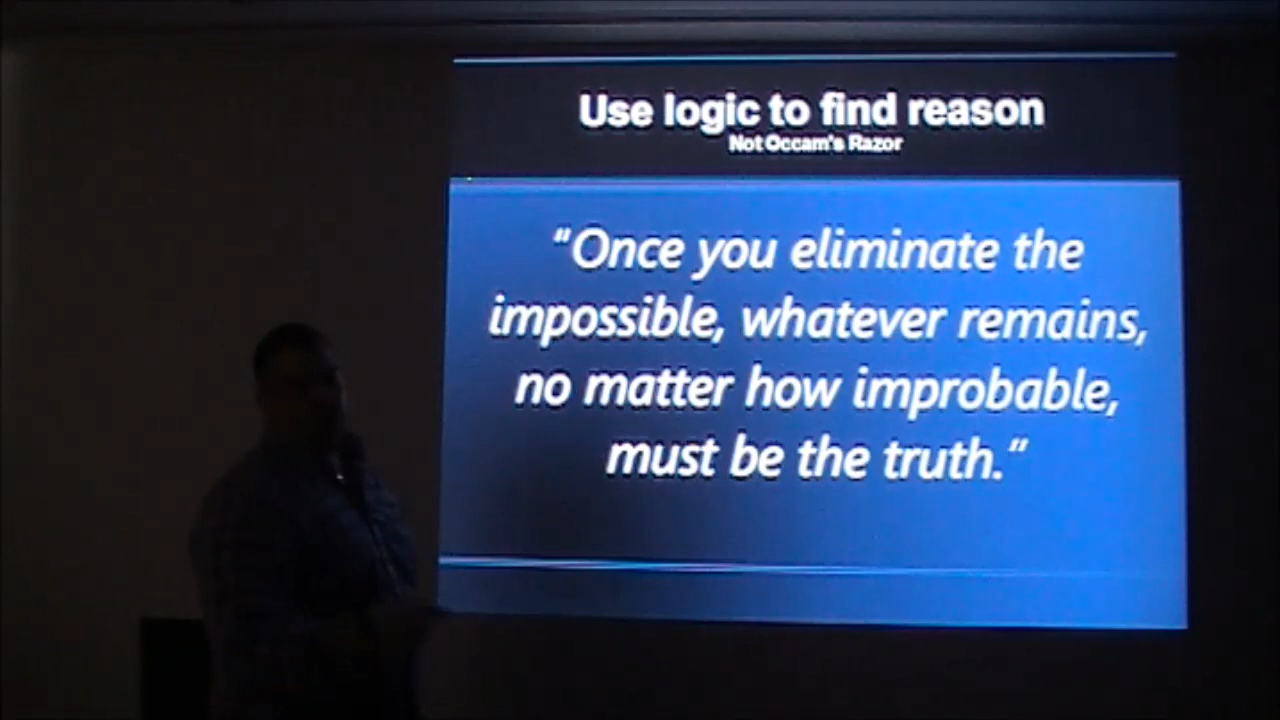 Use logic to find reason
Not Occam's Razor
“Once you eliminate the
impossible, whatever remains,
no matter how improbable,
must be the truth.”